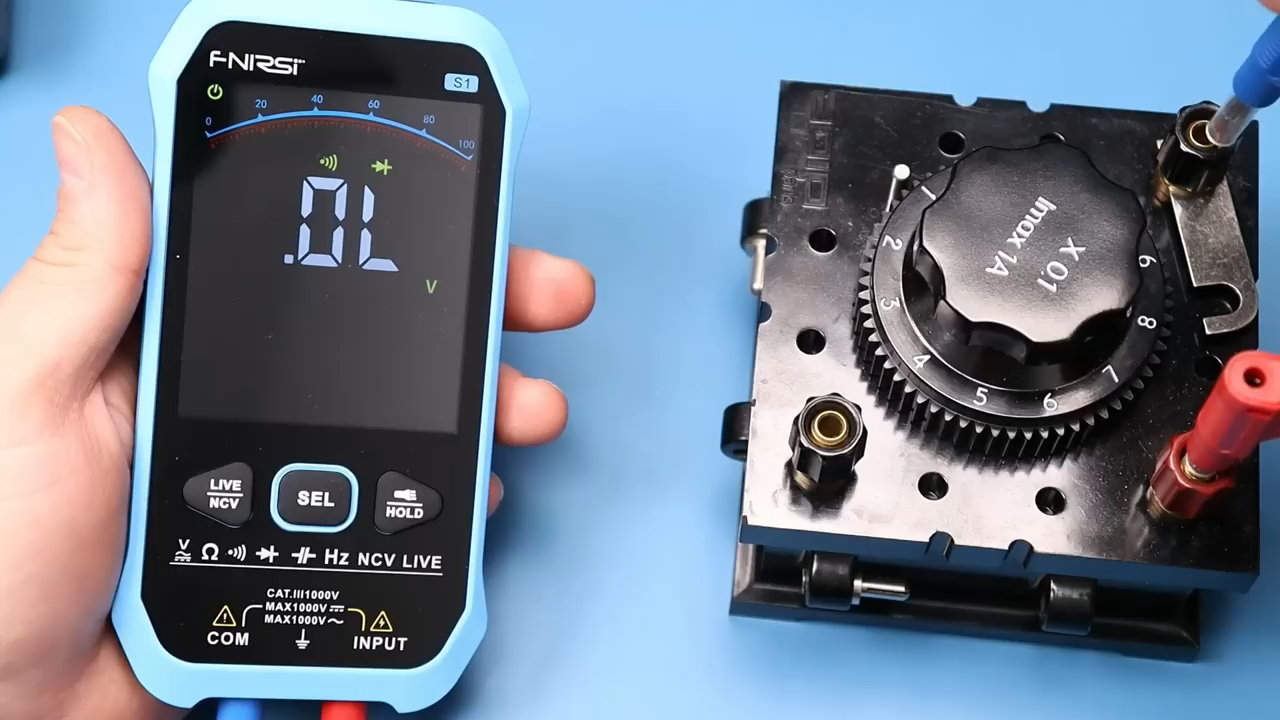 FNIRSI
S1
0 20 40 60 80 100
.0L
V
LIVE
NCV
SEL
HOLD
V Ω Hz NCV LIVE
CAT.III1000V
MAX1000V
MAX1000V
COM
INPUT
X 0.1
Imax 1A
1 2 3 4 5 6 7 8 9